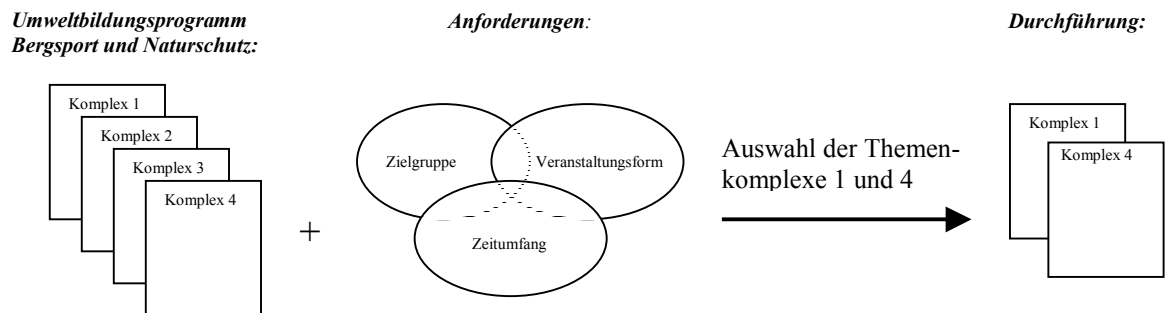 Umweltbildungsprogramm
Bergsport und Naturschutz:
Anforderungen:
Durchführung:
Komplex 1
Komplex 2
Komplex 3
Komplex 4
+
Zielgruppe
Veranstaltungsform
Zeitumfang
Auswahl der Themen-
komplexe 1 und 4
Komplex 1
Komplex 4